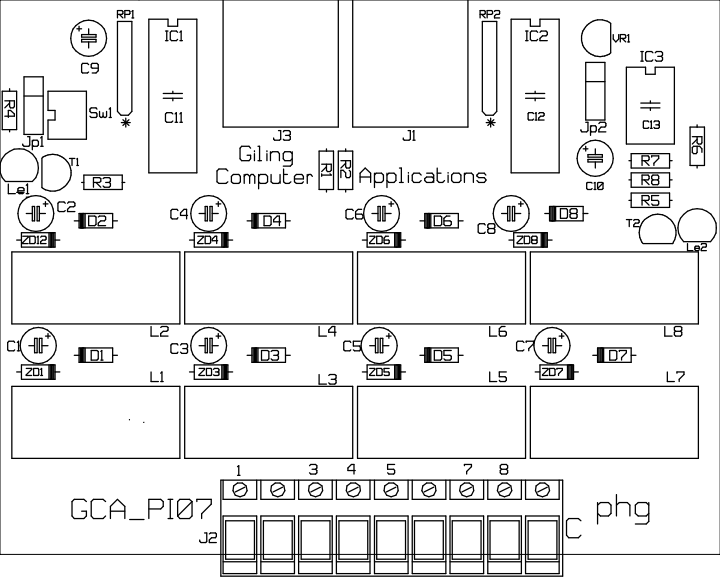 RP1 RP2
IC1 IC2 VR1
C9 IC3
R4 Sw1 C11 C12 Jp2 C13
Jp1 J3 J1 R6
Giling
Computer Applications
R1 R2
T1 Le1 R3 R7
C10 R8
R5
C2 C4 C6 C8 D8
D2 D4 D6 T2
ZD12 ZD4 ZD6 ZD8 Le2
L2 L4 L6 L8
C1 C3 C5 C7
D1 D3 D5 D7
ZD1 ZD3 ZD5 ZD7
L1 L3 L5 L7
1 3 4 5 7 8
GCA_PI07 phg
J2 C